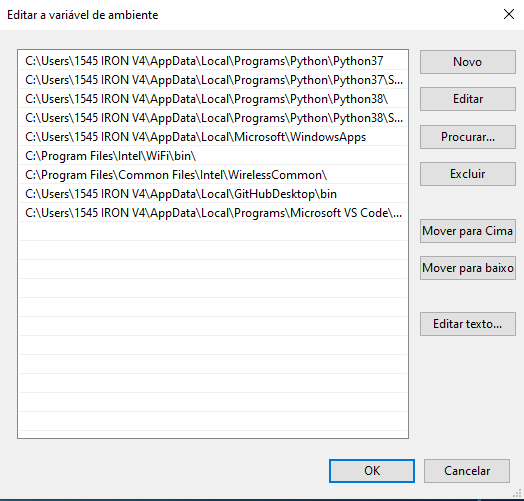 Editar a variável de ambiente
C:\Users\1545 IRON V4\AppData\Local\Programs\Python\Python37
C:\Users\1545 IRON V4\AppData\Local\Programs\Python\Python37\S...
C:\Users\1545 IRON V4\AppData\Local\Programs\Python\Python38\
C:\Users\1545 IRON V4\AppData\Local\Programs\Python\Python38\S...
C:\Users\1545 IRON V4\AppData\Local\Microsoft\WindowsApps
C:\Program Files\Intel\WiFi\bin\
C:\Program Files\Common Files\Intel\WirelessCommon\
C:\Users\1545 IRON V4\AppData\Local\GitHubDesktop\bin
C:\Users\1545 IRON V4\AppData\Local\Programs\Microsoft VS Code\...
Novo
Editar
Procurar...
Excluir
Mover para Cima
Mover para baixo
Editar texto...
OK
Cancelar